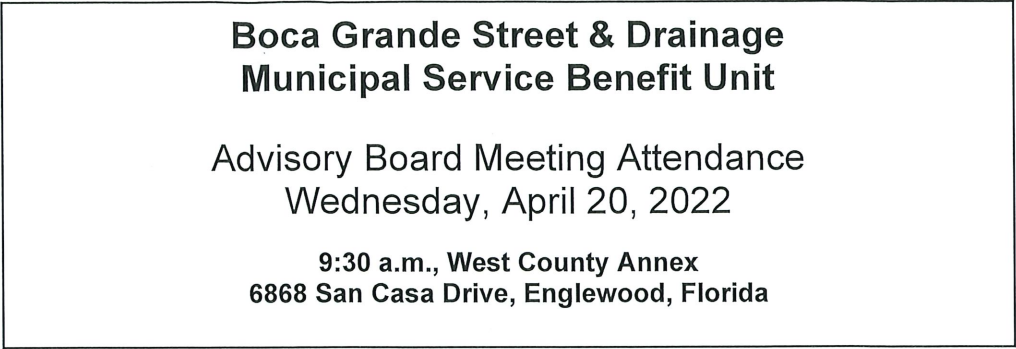 Boca Grande Street & Drainage
Municipal Service Benefit Unit
Advisory Board Meeting Attendance
Wednesday, April 20, 2022
9:30 a.m., West County Annex
6868 San Casa Drive, Englewood, Florida